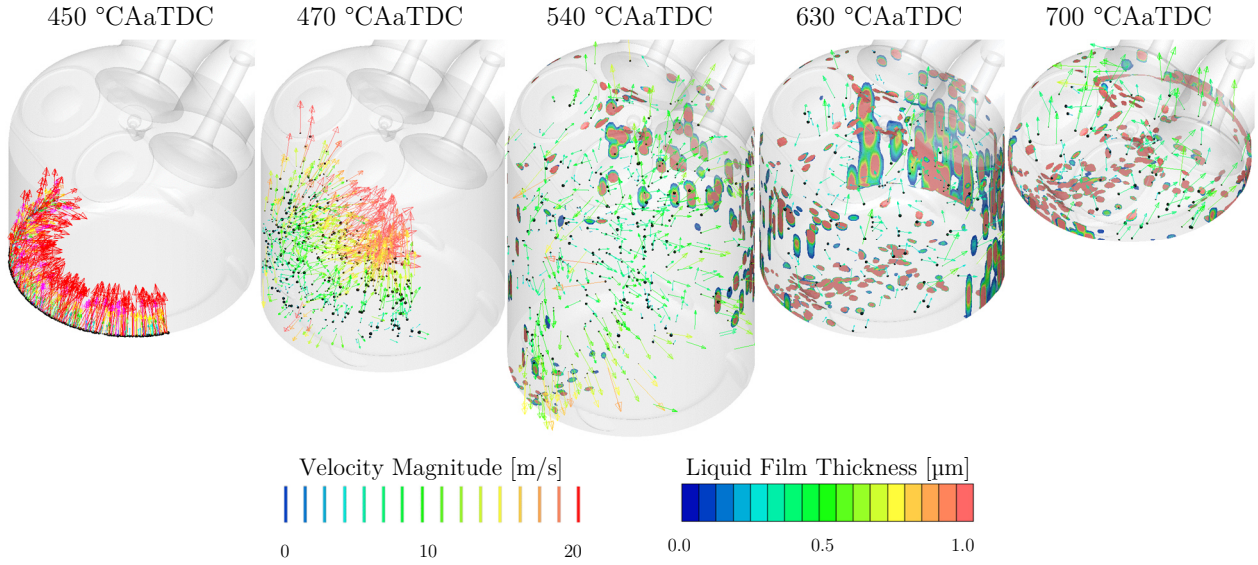 450 °CAaTDC
470 °CAaTDC
540 °CAaTDC
630 °CAaTDC
700 °CAaTDC
Velocity Magnitude [m/s]
0
10
20
Liquid Film Thickness [µm]
0.0
0.5
1.0